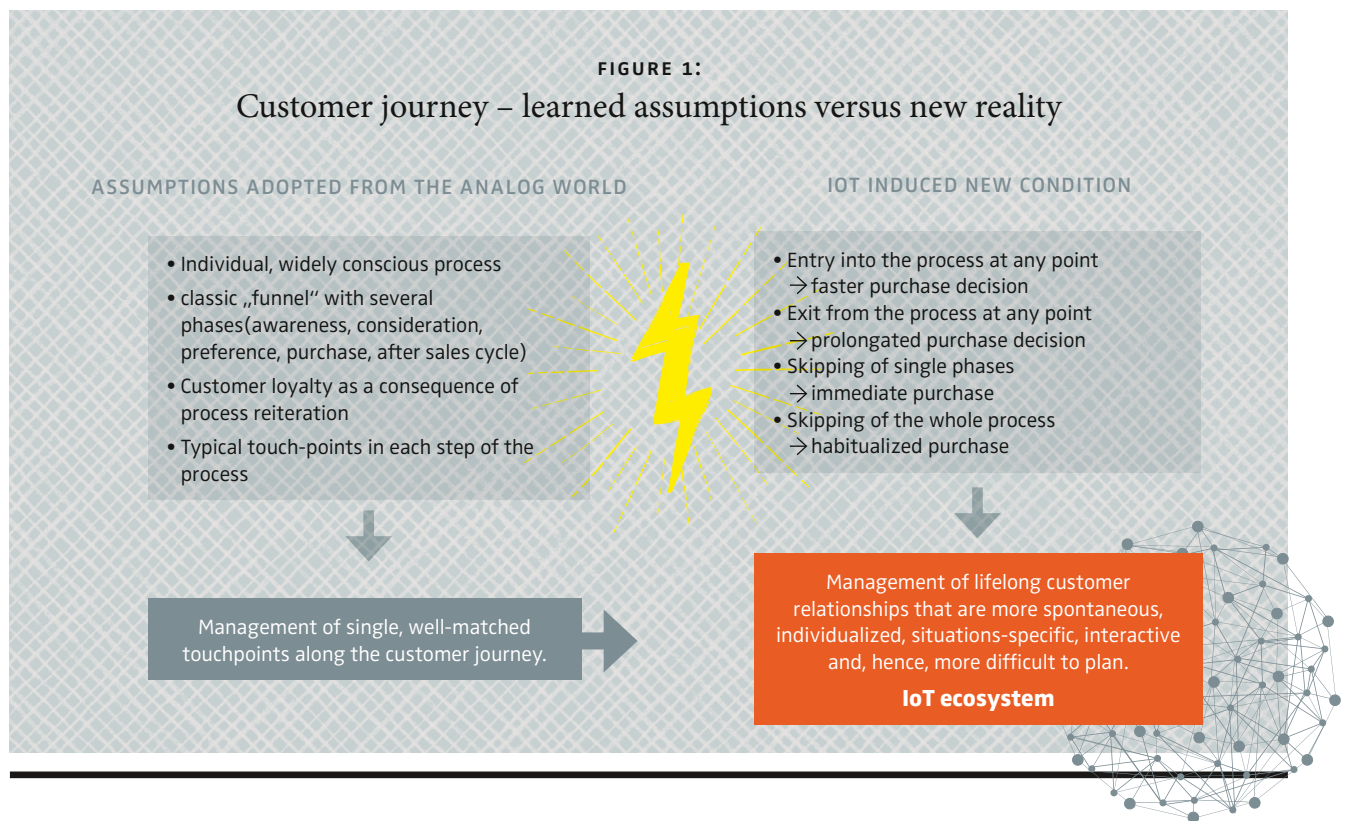 FIGURE 1:
Customer journey – learned assumptions versus new reality
ASSUMPTIONS ADOPTED FROM THE ANALOG WORLD
• Individual, widely conscious process
• classic „funnel“ with several
phases(awareness, consideration,
preference, purchase, after sales cycle)
• Customer loyalty as a consequence of
process reiteration
• Typical touch-points in each step of the
process
Management of single, well-matched
touchpoints along the customer journey.
IOT INDUCED NEW CONDITION
• Entry into the process at any point
→ faster purchase decision
• Exit from the process at any point
→ prolongated purchase decision
• Skipping of single phases
→ immediate purchase
• Skipping of the whole process
→ habitualized purchase
Management of lifelong customer
relationships that are more spontaneous,
individualized, situations-specific, interactive
and, hence, more difficult to plan.
IoT ecosystem